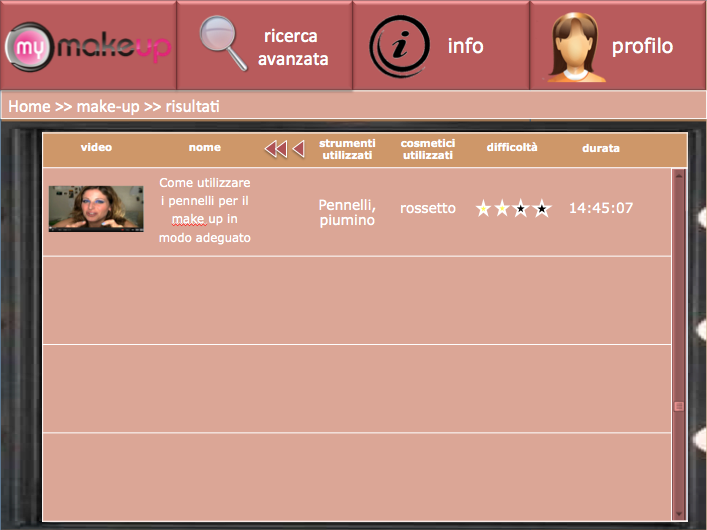 my makeup
ricerca
avanzata
info
profilo
Home >> make-up >> risultati
video
nome
strumenti
utilizzati
cosmetici
utilizzati
difficoltà
durata
Come utilizzare
i pennelli per il
make up in
modo adeguato
Pennelli,
piumino
rossetto
14:45:07